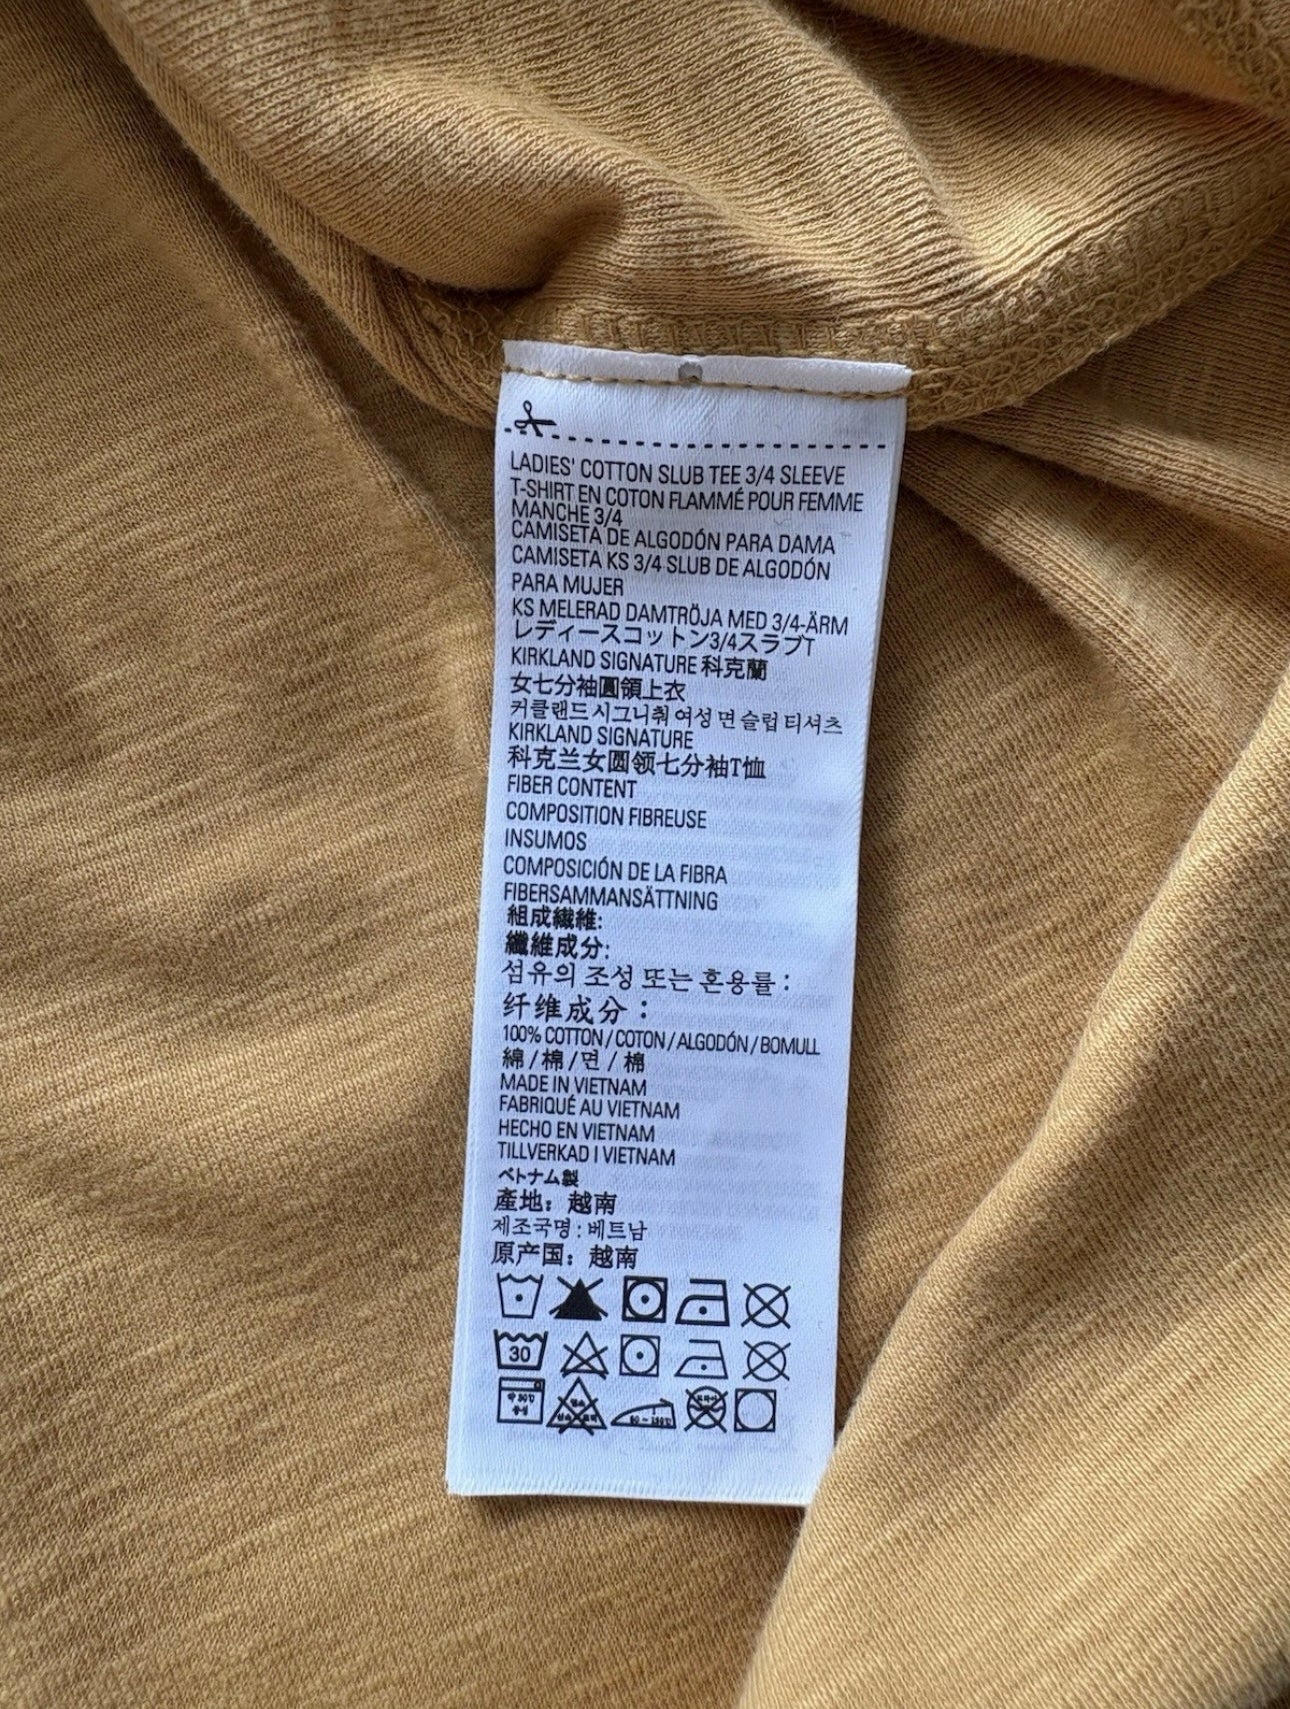 LADIES' COTTON SLUB TEE 3/4 SLEEVE
T-SHIRT EN COTON FLAMMÉ POUR FEMME
MANCHE 3/4
CAMISETA DE ALGODÓN PARA DAMA
CAMISETA KS 3/4 SLUB DE ALGODÓN
PARA MUJER
KS MELERAD DAMTRÖJA MED 3/4-ÄRM
レディースコットン3/4スラブT
KIRKLAND SIGNATURE 科克蘭
女七分袖圓領上衣
커클랜드 시그니춰 여성 면 슬럽 티셔츠
KIRKLAND SIGNATURE
科克兰女圆领七分袖T恤
FIBER CONTENT
COMPOSITION FIBREUSE
INSUMOS
COMPOSICIÓN DE LA FIBRA
FIBERSAMMANSÄTTNING
組成繊維:
纖維成分:
섬유의 조성 또는 혼용률 :
纤维成分：
100% COTTON / COTON / ALGODÓN / BOMULL
綿 / 棉 / 면 / 棉
MADE IN VIETNAM
FABRIQUÉ AU VIETNAM
HECHO EN VIETNAM
TILLVERKAD I VIETNAM
ベトナム製
產地：越南
제조국명 : 베트남
原产国：越南
30